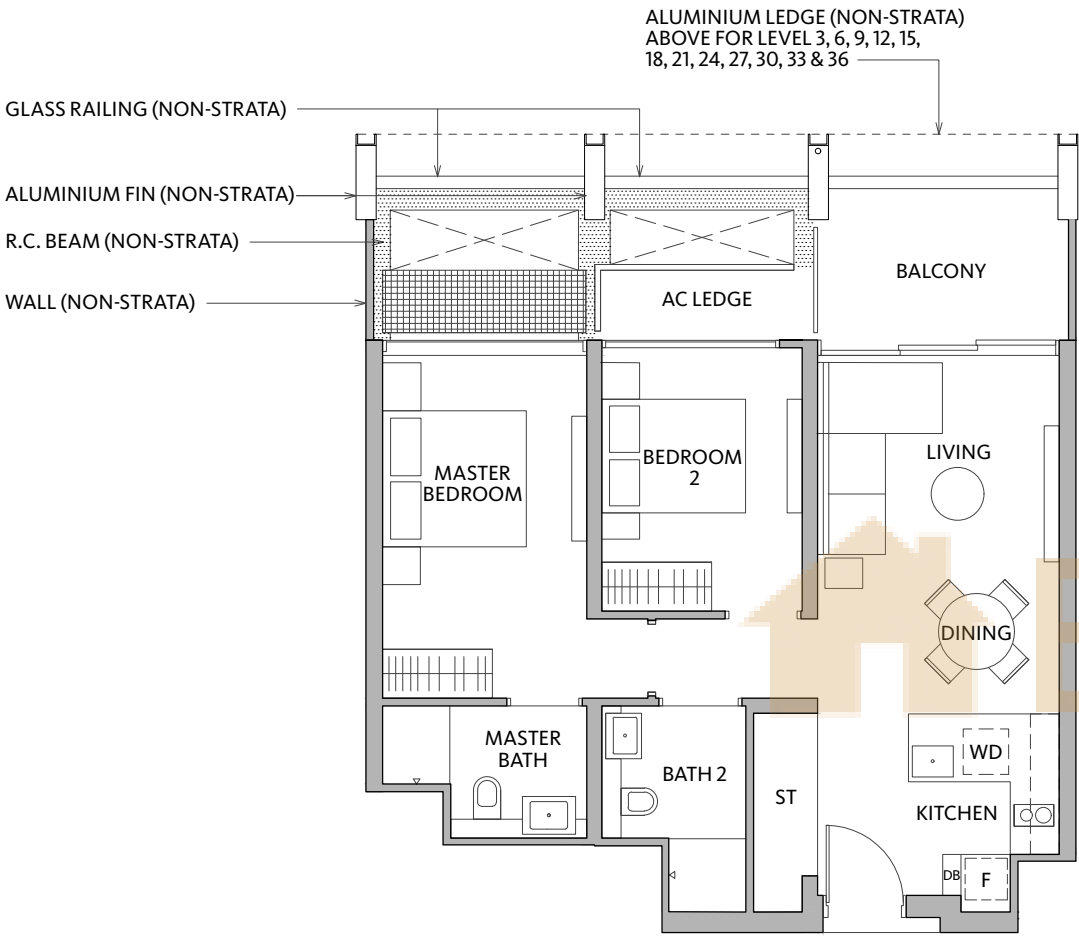 ALUMINIUM LEDGE (NON-STRATA)
ABOVE FOR LEVEL 3, 6, 9, 12, 15,
18, 21, 24, 27, 30, 33 & 36
GLASS RAILING (NON-STRATA)
ALUMINIUM FIN (NON-STRATA)
R.C. BEAM (NON-STRATA)
WALL (NON-STRATA)
BALCONY
AC LEDGE
MASTER
BEDROOM
BEDROOM
2
LIVING
DINING
MASTER
BATH
BATH 2
ST
WD
KITCHEN
DB
F